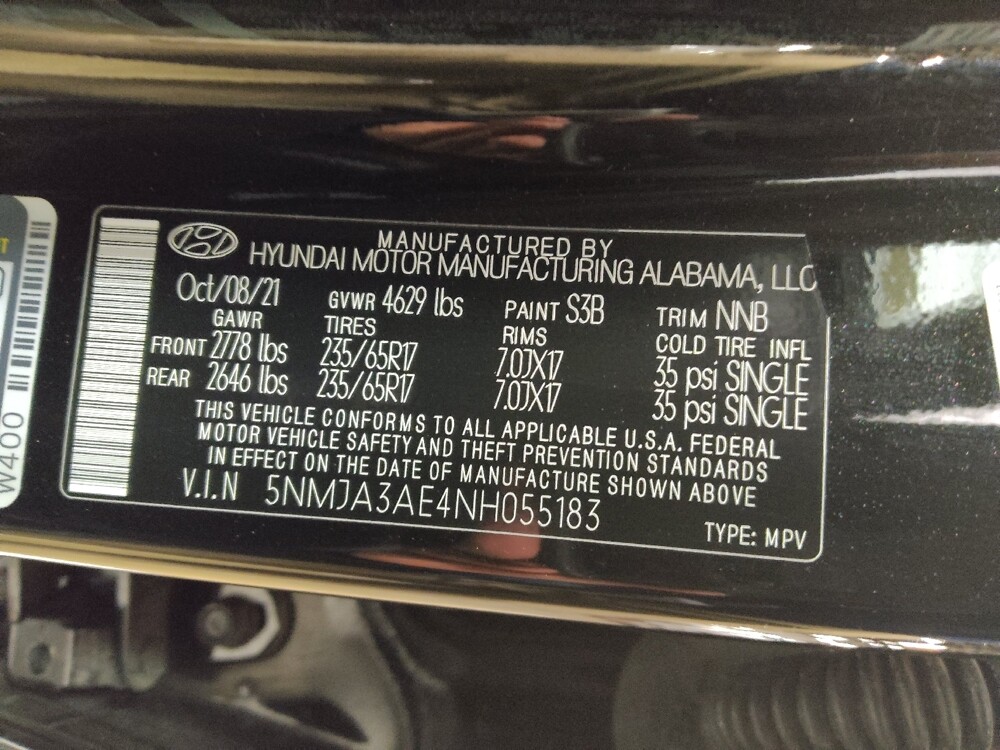 MANUFACTURED BY
HYUNDAI MOTOR MANUFACTURING ALABAMA, LLC
Oct/08/21 GVWR 4629 lbs PAINT S3B TRIM NNB
GAWR TIRES RIMS COLD TIRE INFL
FRONT 2778 lbs 235/65R17 7.0JX17 35 psi SINGLE
REAR 2646 lbs 235/65R17 7.0JX17 35 psi SINGLE
THIS VEHICLE CONFORMS TO ALL APPLICABLE U.S.A. FEDERAL
MOTOR VEHICLE SAFETY AND THEFT PREVENTION STANDARDS
IN EFFECT ON THE DATE OF MANUFACTURE SHOWN ABOVE
V.I.N 5NMJA3AE4NH055183
TYPE: MPV
W400